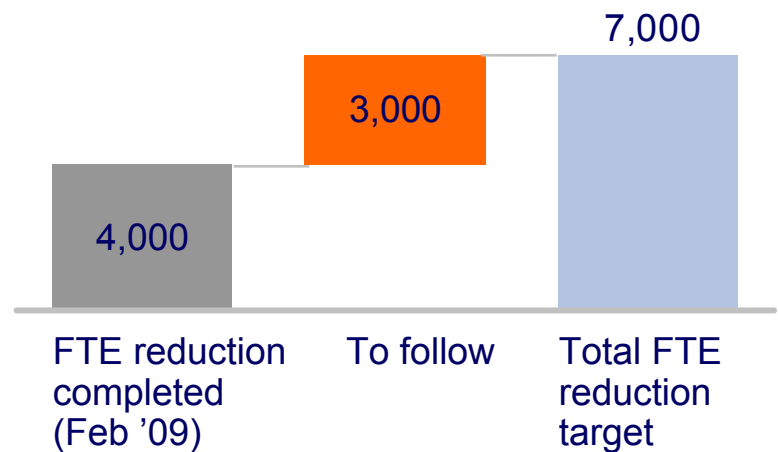 7,000
3,000
4,000
FTE reduction
completed
(Feb ’09)
To follow
Total FTE
reduction
target